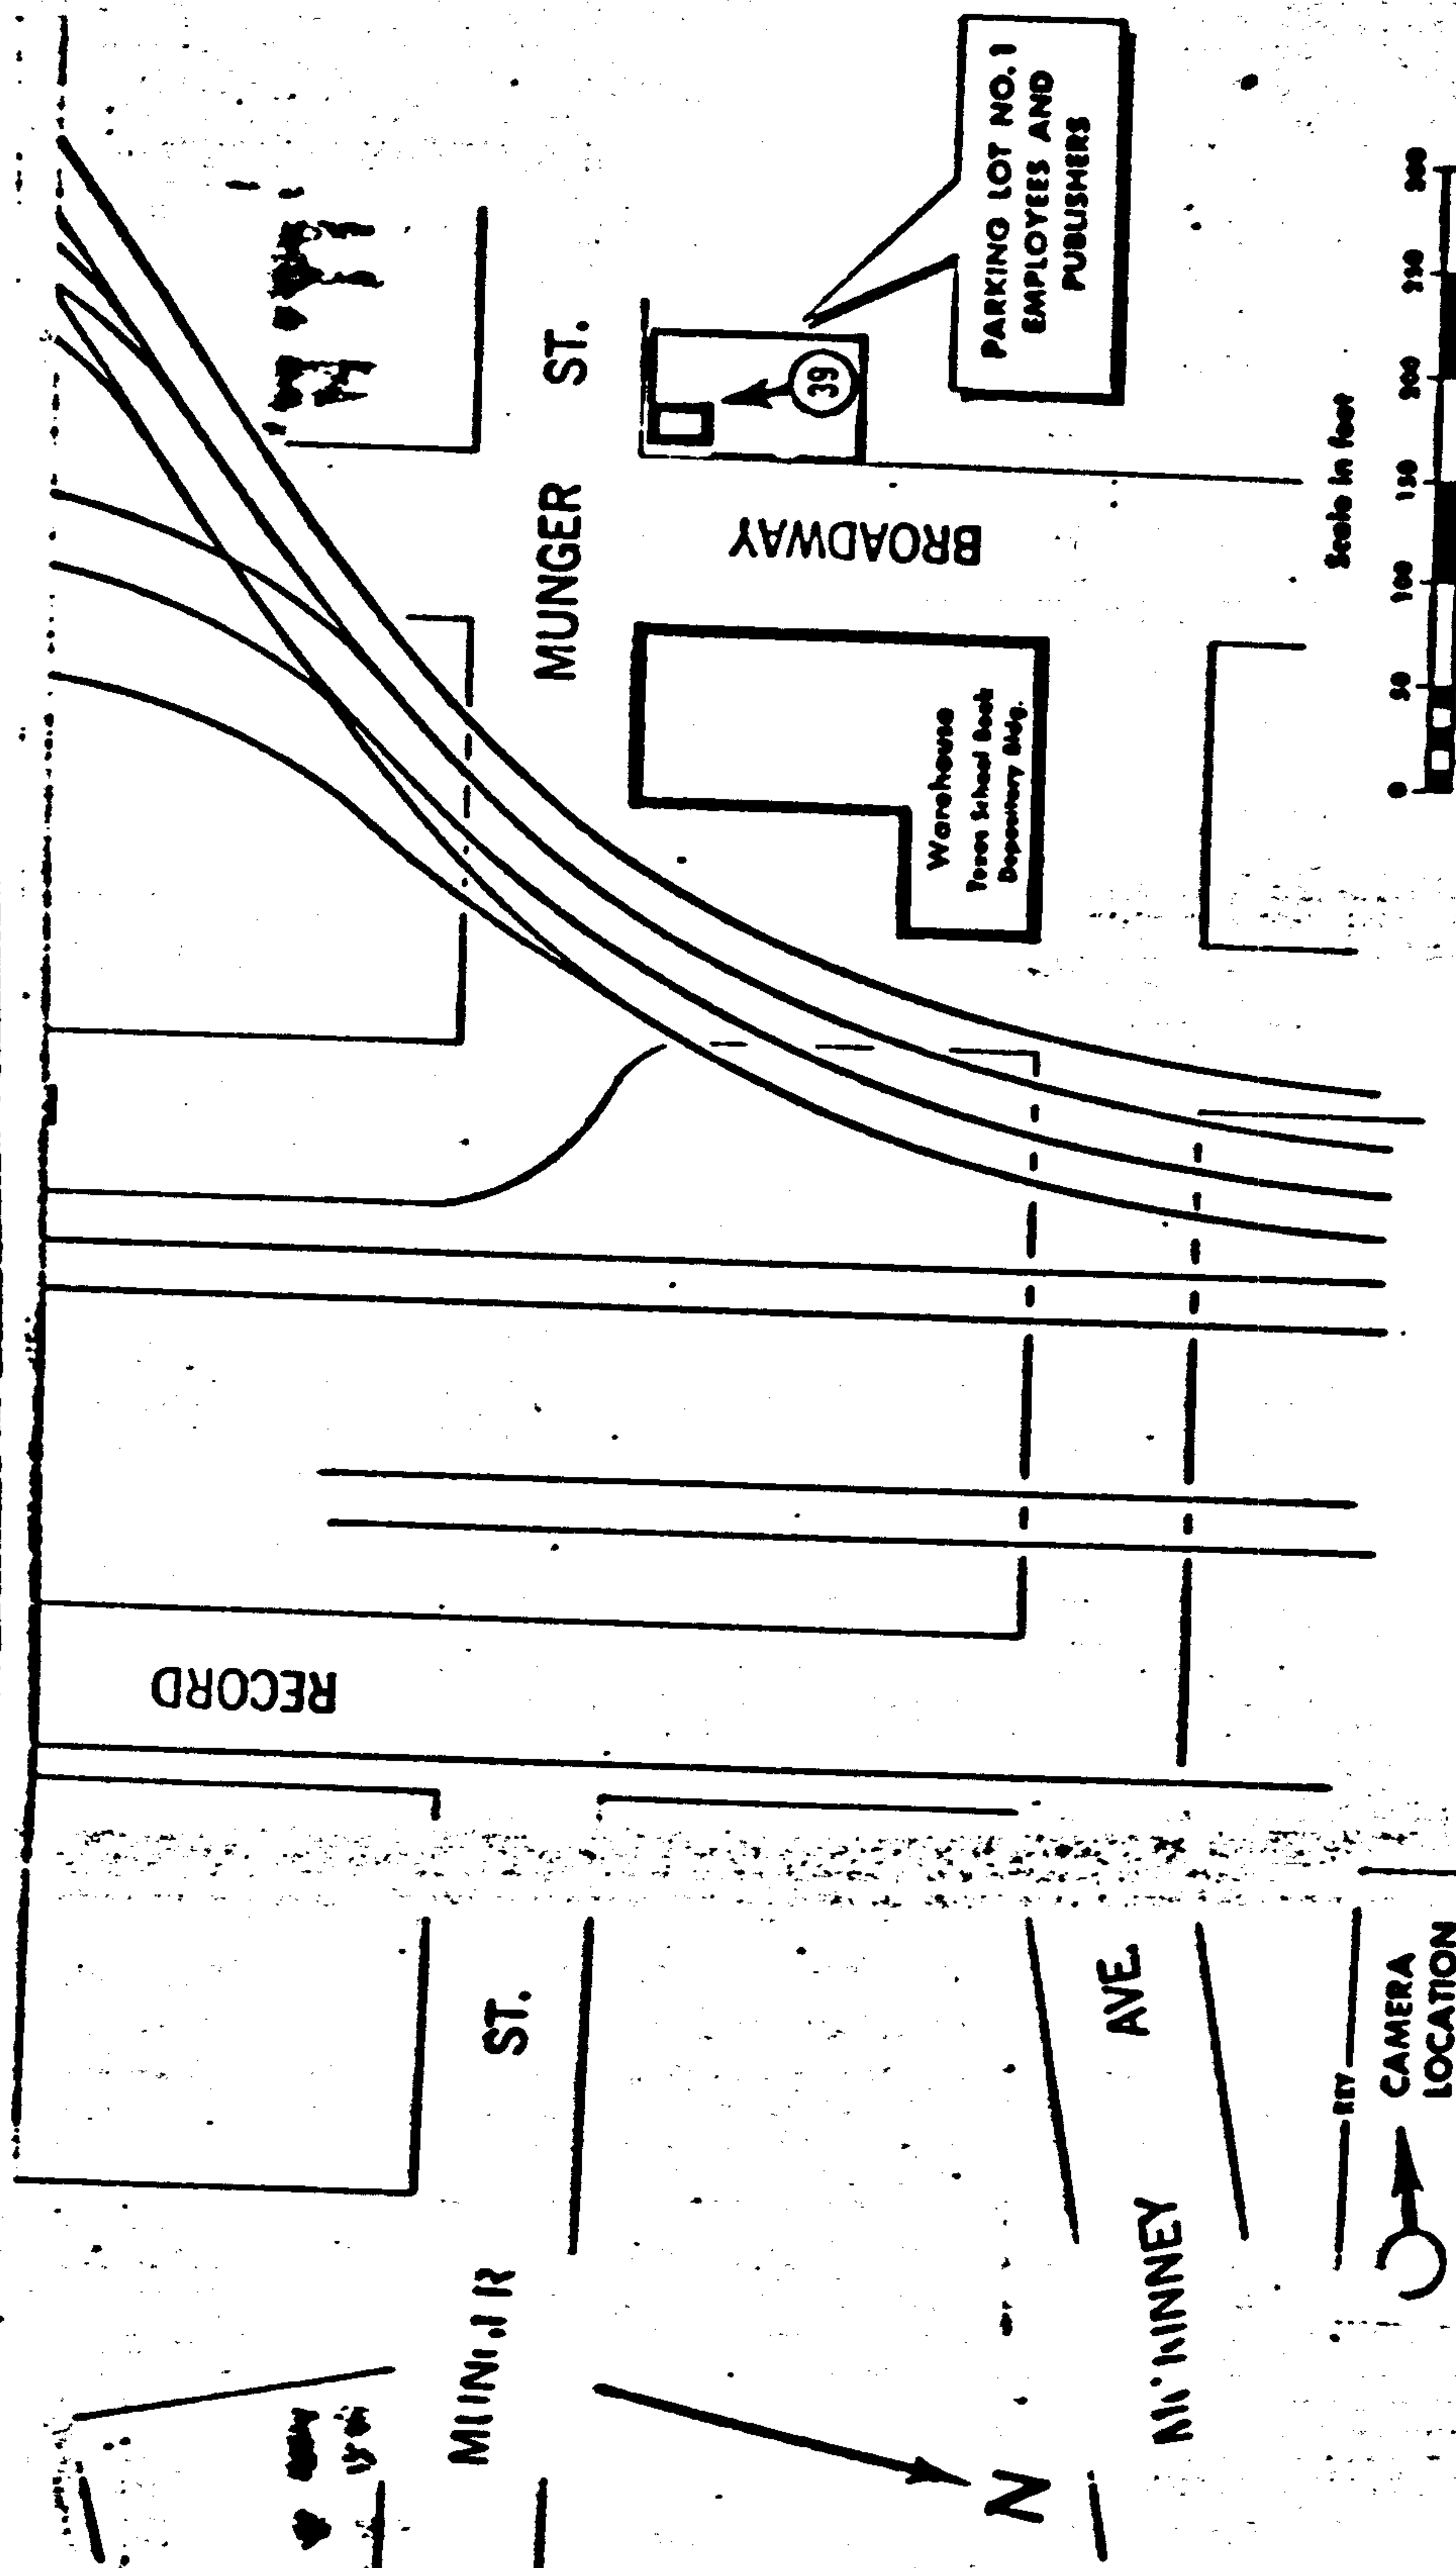 PARKING LOT NO. 1
EMPLOYEES AND
PUBLISHERS
39
MUNGER ST.
BROADWAY
Warehouse
Texas School Book
Depository Bldg.
Scale in feet
0 50 100 150 200 250 300
RECORD
ST.
AVE.
KEY
CAMERA
LOCATION
N